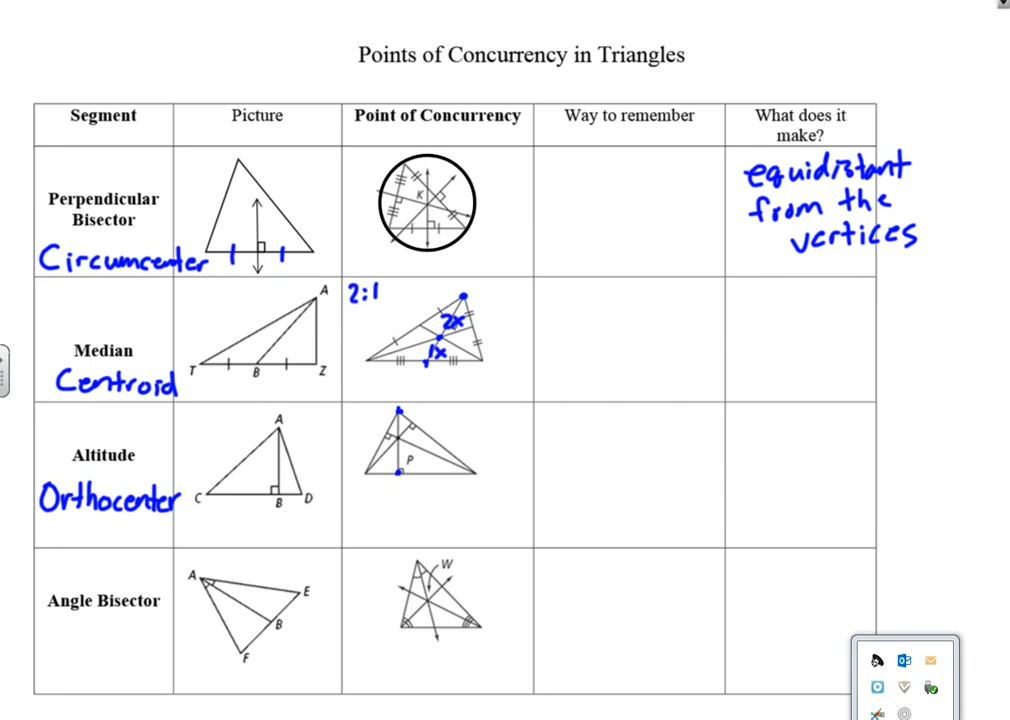 Points of Concurrency in Triangles
Segment Picture Point of Concurrency Way to remember What does it
make?
Perpendicular
Bisector
Circumcenter
K
equidistant
from the
vertices
Median
Centroid
A
T B Z
2:1
2x
1x
Altitude
Orthocenter
A
C B D
P
Angle Bisector
A
E
B
F
W